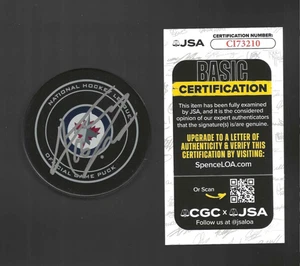 NATIONAL HOCKEY LEAGUE
OFFICIAL GAME PUCK
JSA
CERTIFICATION NUMBER:
CI73210
BASIC
CERTIFICATION
This item has been fully examined
by JSA, and it is the considered
opinion of our expert authenticators
that the signature(s) is/are genuine.
UPGRADE TO A LETTER OF
AUTHENTICITY & VERIFY THIS
CERTIFICATION BY VISITING:
SpenceLOA.com
Or Scan
CGC x JSA
Follow us @jsaloa